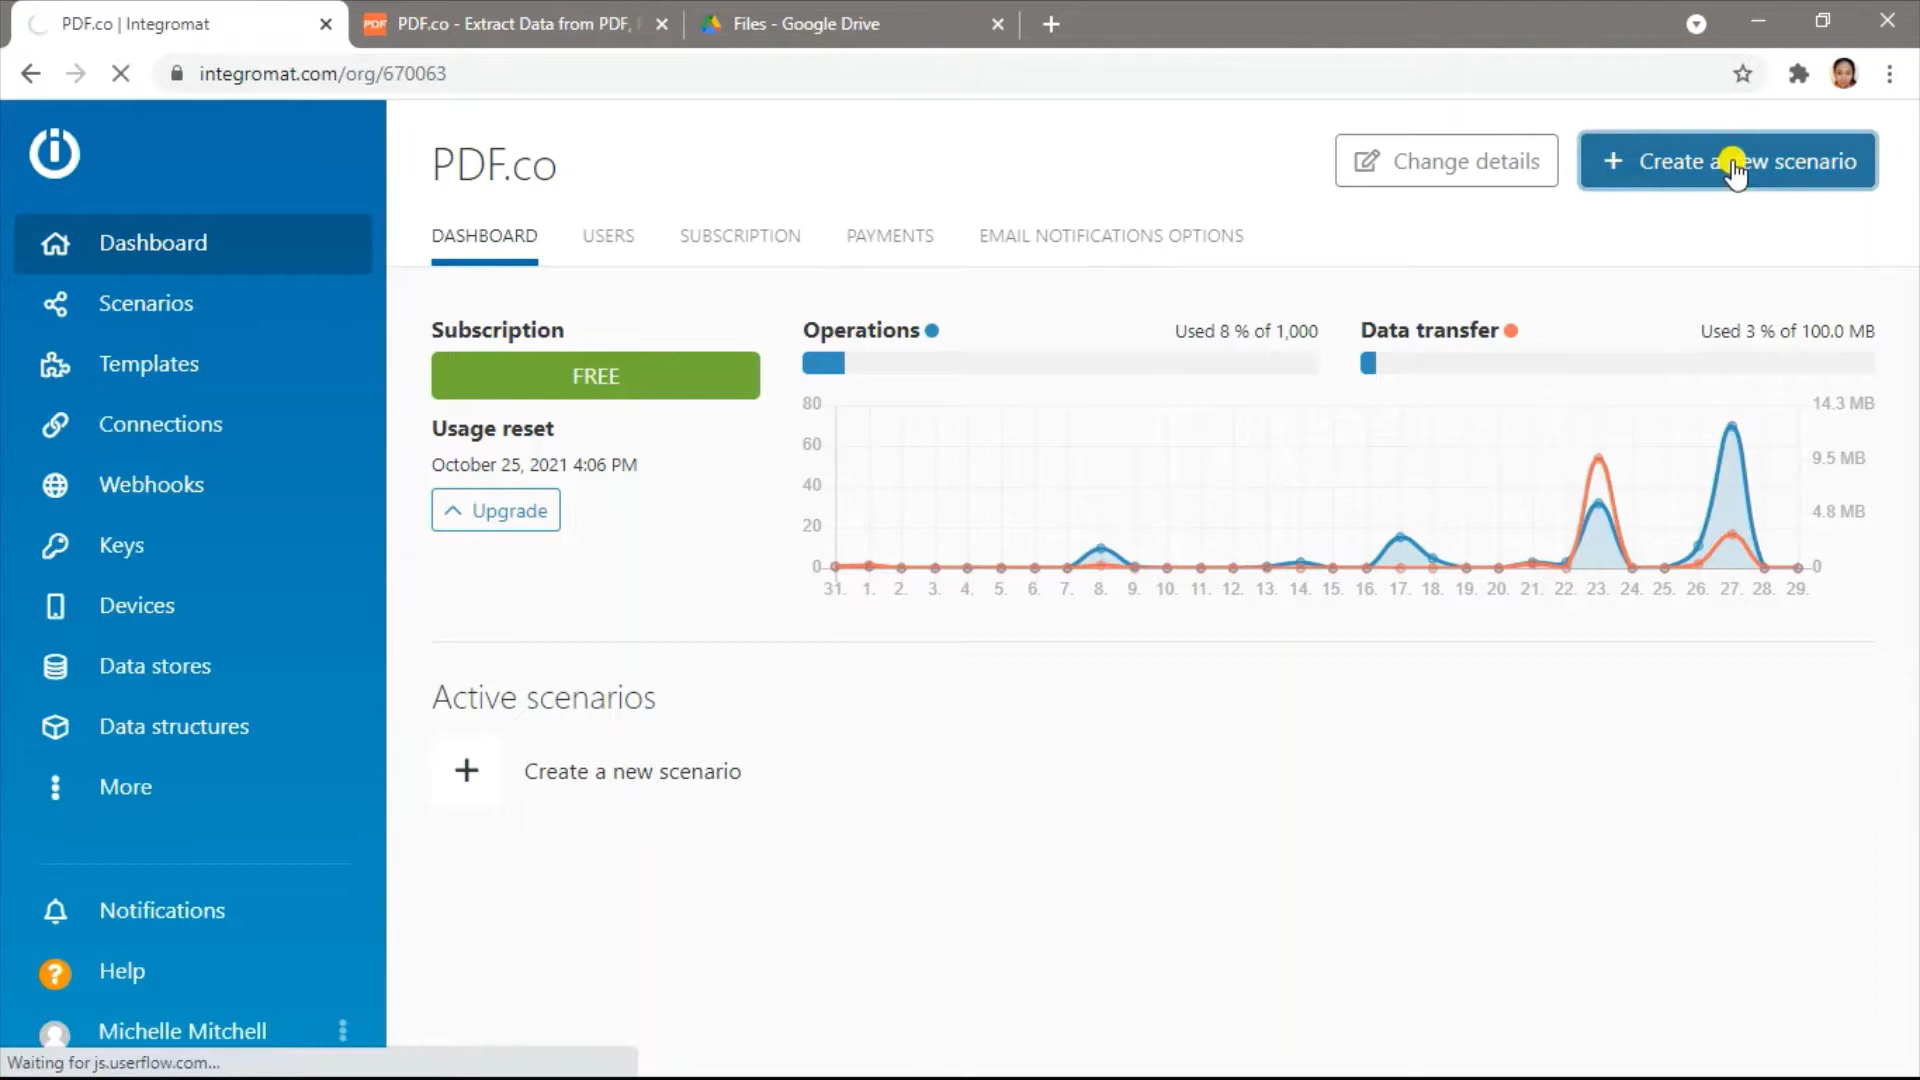 PDF.co | Integromat
PDF.co - Extract Data from PDF,
Files - Google Drive
integromat.com/org/670063
PDF.co
Change details
+ Create a new scenario
DASHBOARD
USERS
SUBSCRIPTION
PAYMENTS
EMAIL NOTIFICATIONS OPTIONS
Dashboard
Scenarios
Templates
Connections
Webhooks
Keys
Devices
Data stores
Data structures
More
Notifications
Help
Michelle Mitchell
Subscription
FREE
Usage reset
October 25, 2021 4:06 PM
Upgrade
Operations
Used 8 % of 1,000
Data transfer
Used 3 % of 100.0 MB
80
60
40
20
0
14.3 MB
9.5 MB
4.8 MB
0
31. 1. 2. 3. 4. 5. 6. 7. 8. 9. 10. 11. 12. 13. 14. 15. 16. 17. 18. 19. 20. 21. 22. 23. 24. 25. 26. 27. 28. 29.
Active scenarios
+ Create a new scenario
Waiting for js.userflow.com...